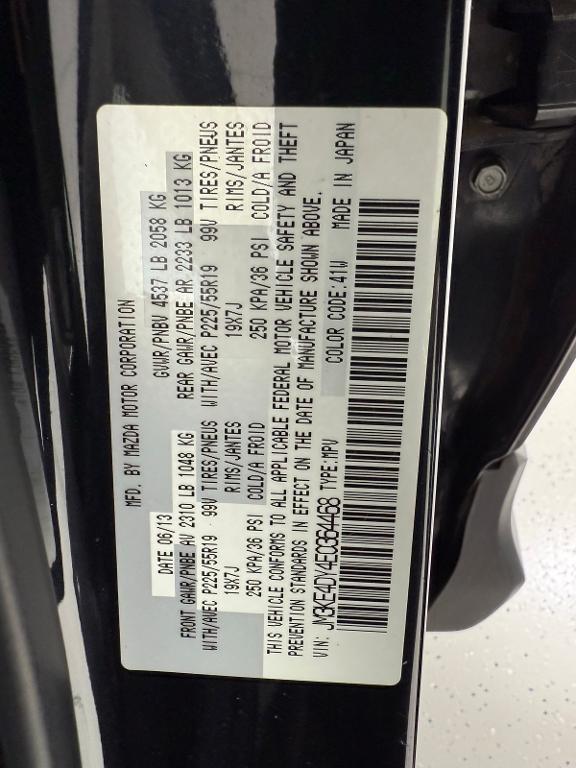 MFD. BY MAZDA MOTOR CORPORATION
DATE 06/13 GVWR/PNBV 4537 LB 2058 KG
FRONT GAWR/PNBE AV 2310 LB 1048 KG REAR GAWR/PNBE AR 2233 LB 1013 KG
WITH/AVEC P225/55R19 99V TIRES/PNEUS WITH/AVEC P225/55R19 99V TIRES/PNEUS
19X7J RIMS/JANTES 19X7J RIMS/JANTES
250 KPA/36 PSI COLD/A FROID 250 KPA/36 PSI COLD/A FROID
THIS VEHICLE CONFORMS TO ALL APPLICABLE FEDERAL MOTOR VEHICLE SAFETY AND THEFT
PREVENTION STANDARDS IN EFFECT ON THE DATE OF MANUFACTURE SHOWN ABOVE.
VIN: JM3KE4DY4E0364468 TYPE:MPV COLOR CODE:41W MADE IN JAPAN